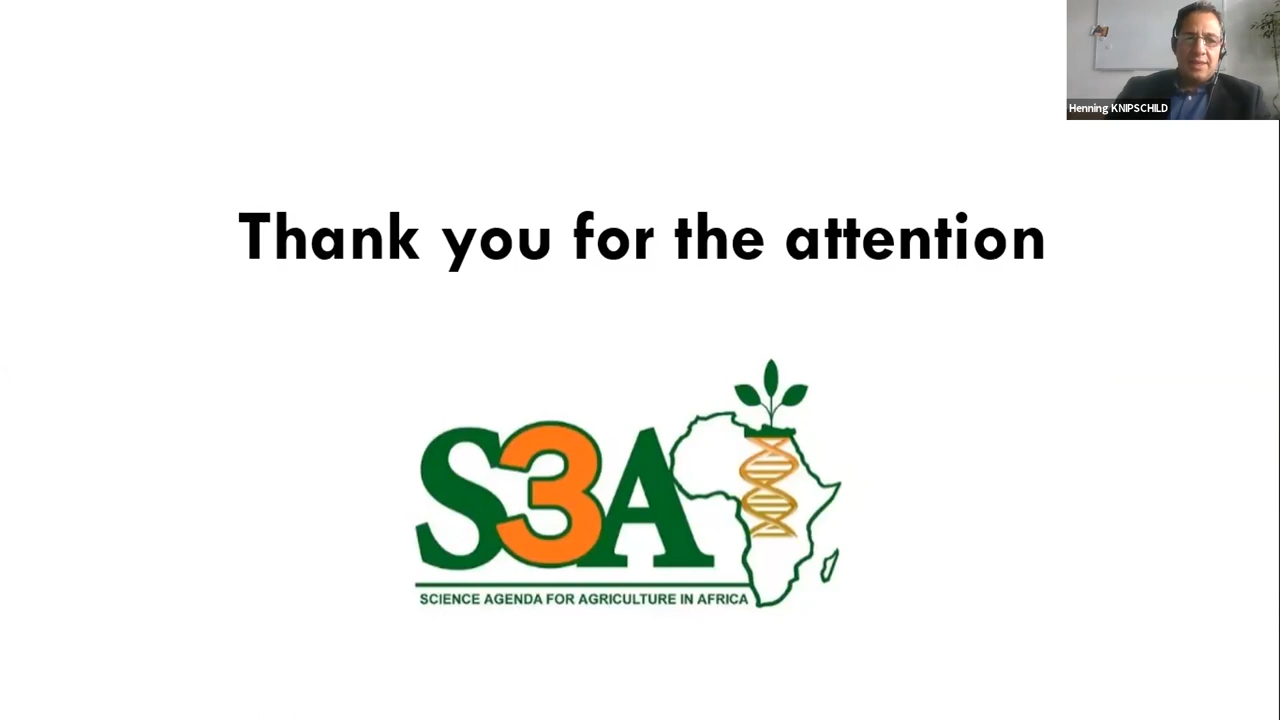 Henning KNIPSCHILD
Thank you for the attention
S3A
SCIENCE AGENDA FOR AGRICULTURE IN AFRICA